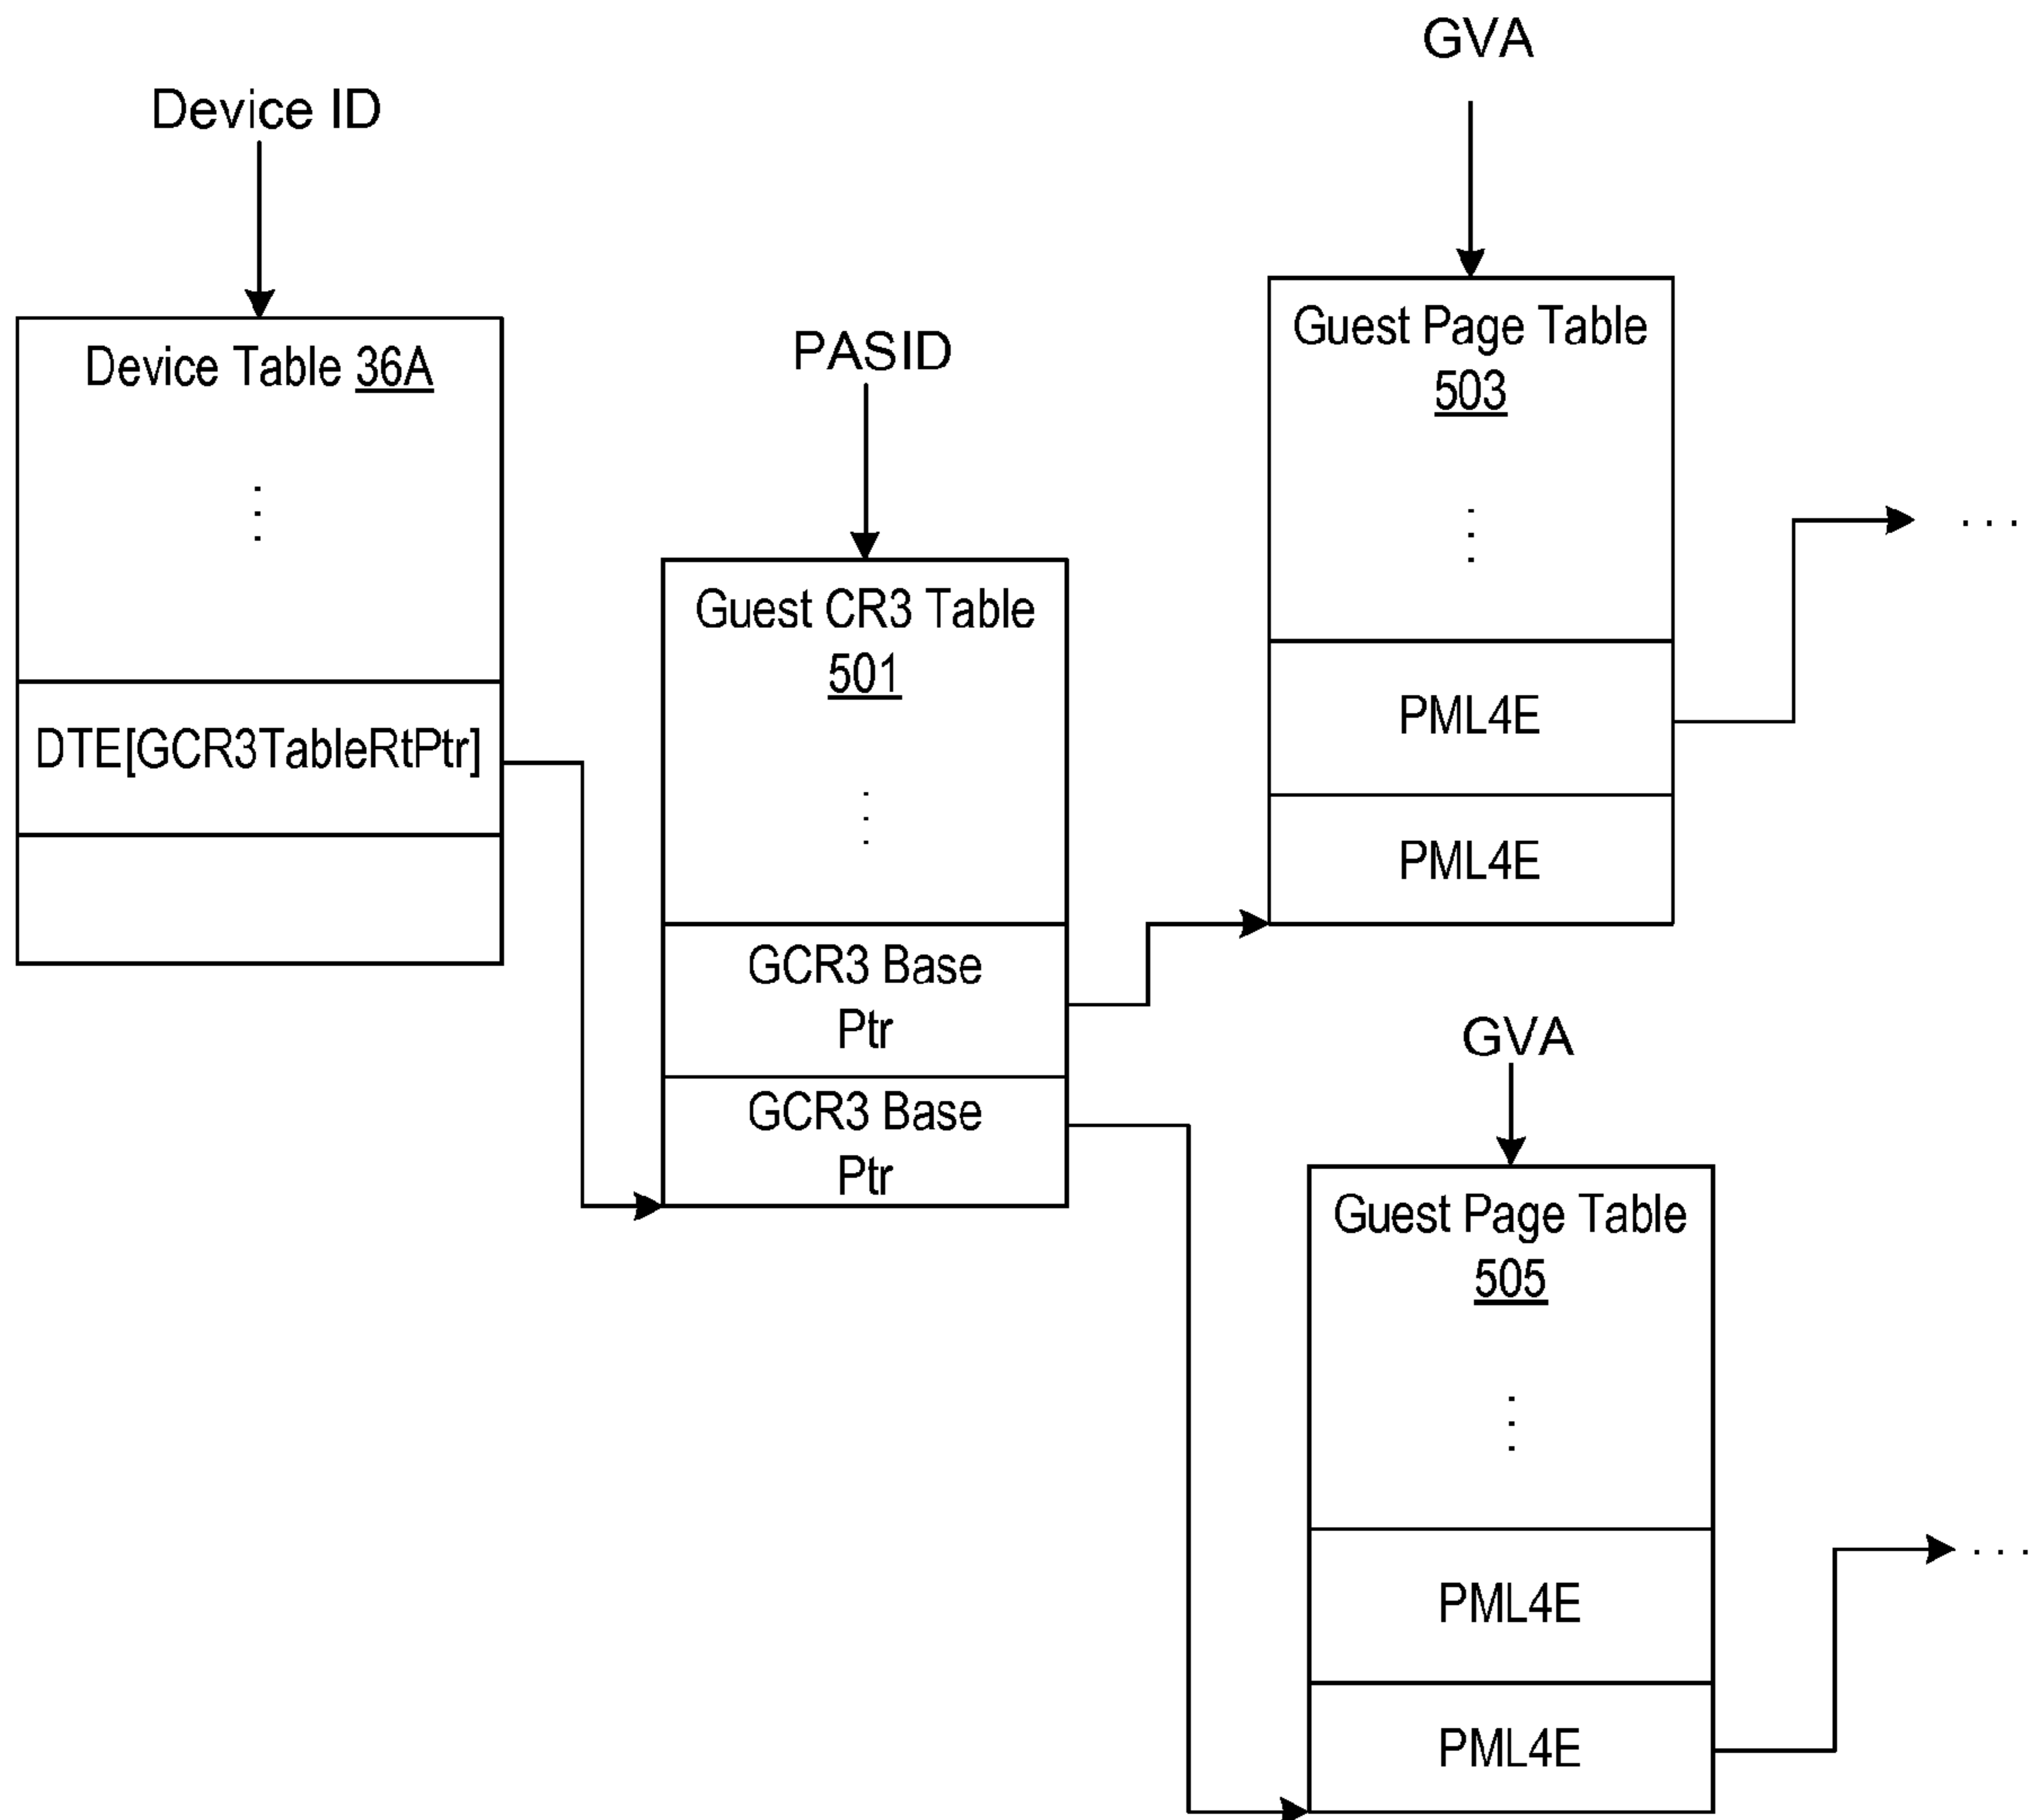 GVA
Device ID
Device Table 36A
DTE[GCR3TableRtPtr]
PASID
Guest CR3 Table
501
GCR3 Base
Ptr
GCR3 Base
Ptr
Guest Page Table
503
PML4E
PML4E
...
GVA
Guest Page Table
505
PML4E
PML4E
...